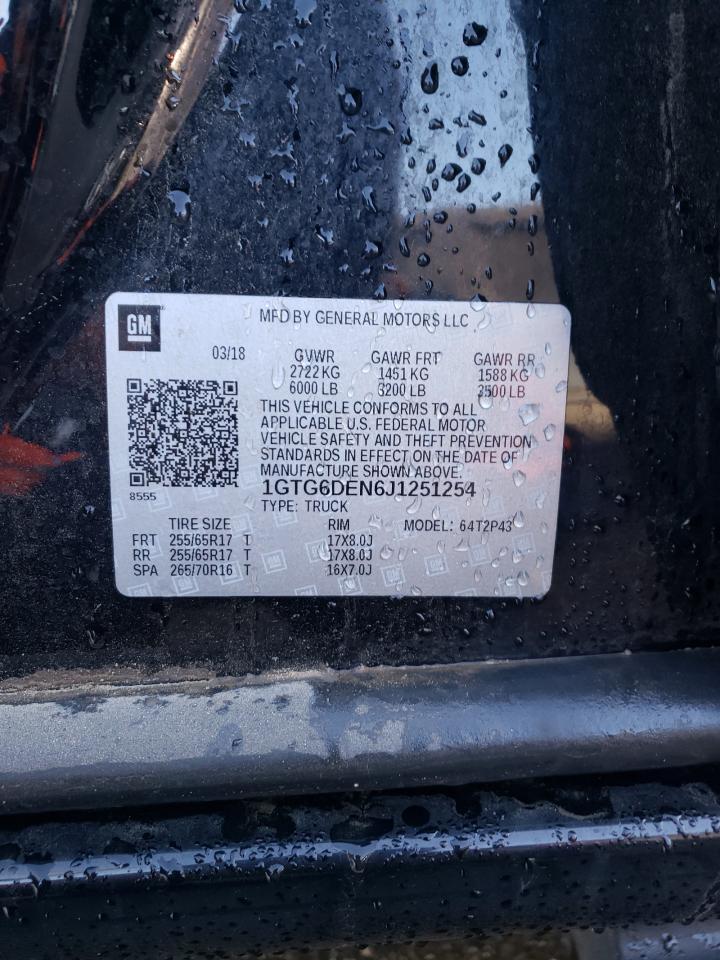 GM
MFD BY GENERAL MOTORS LLC
03/18 GVWR GAWR FRT GAWR RR
2722 KG 1451 KG 1588 KG
6000 LB 3200 LB 3500 LB
THIS VEHICLE CONFORMS TO ALL
APPLICABLE U.S. FEDERAL MOTOR
VEHICLE SAFETY AND THEFT PREVENTION
STANDARDS IN EFFECT ON THE DATE OF
MANUFACTURE SHOWN ABOVE.
8555
1GTG6DEN6J1251254
TYPE: TRUCK
TIRE SIZE RIM MODEL: 64T2P43
FRT 255/65R17 T 17X8.0J
RR 255/65R17 T 17X8.0J
SPA 265/70R16 T 16X7.0J